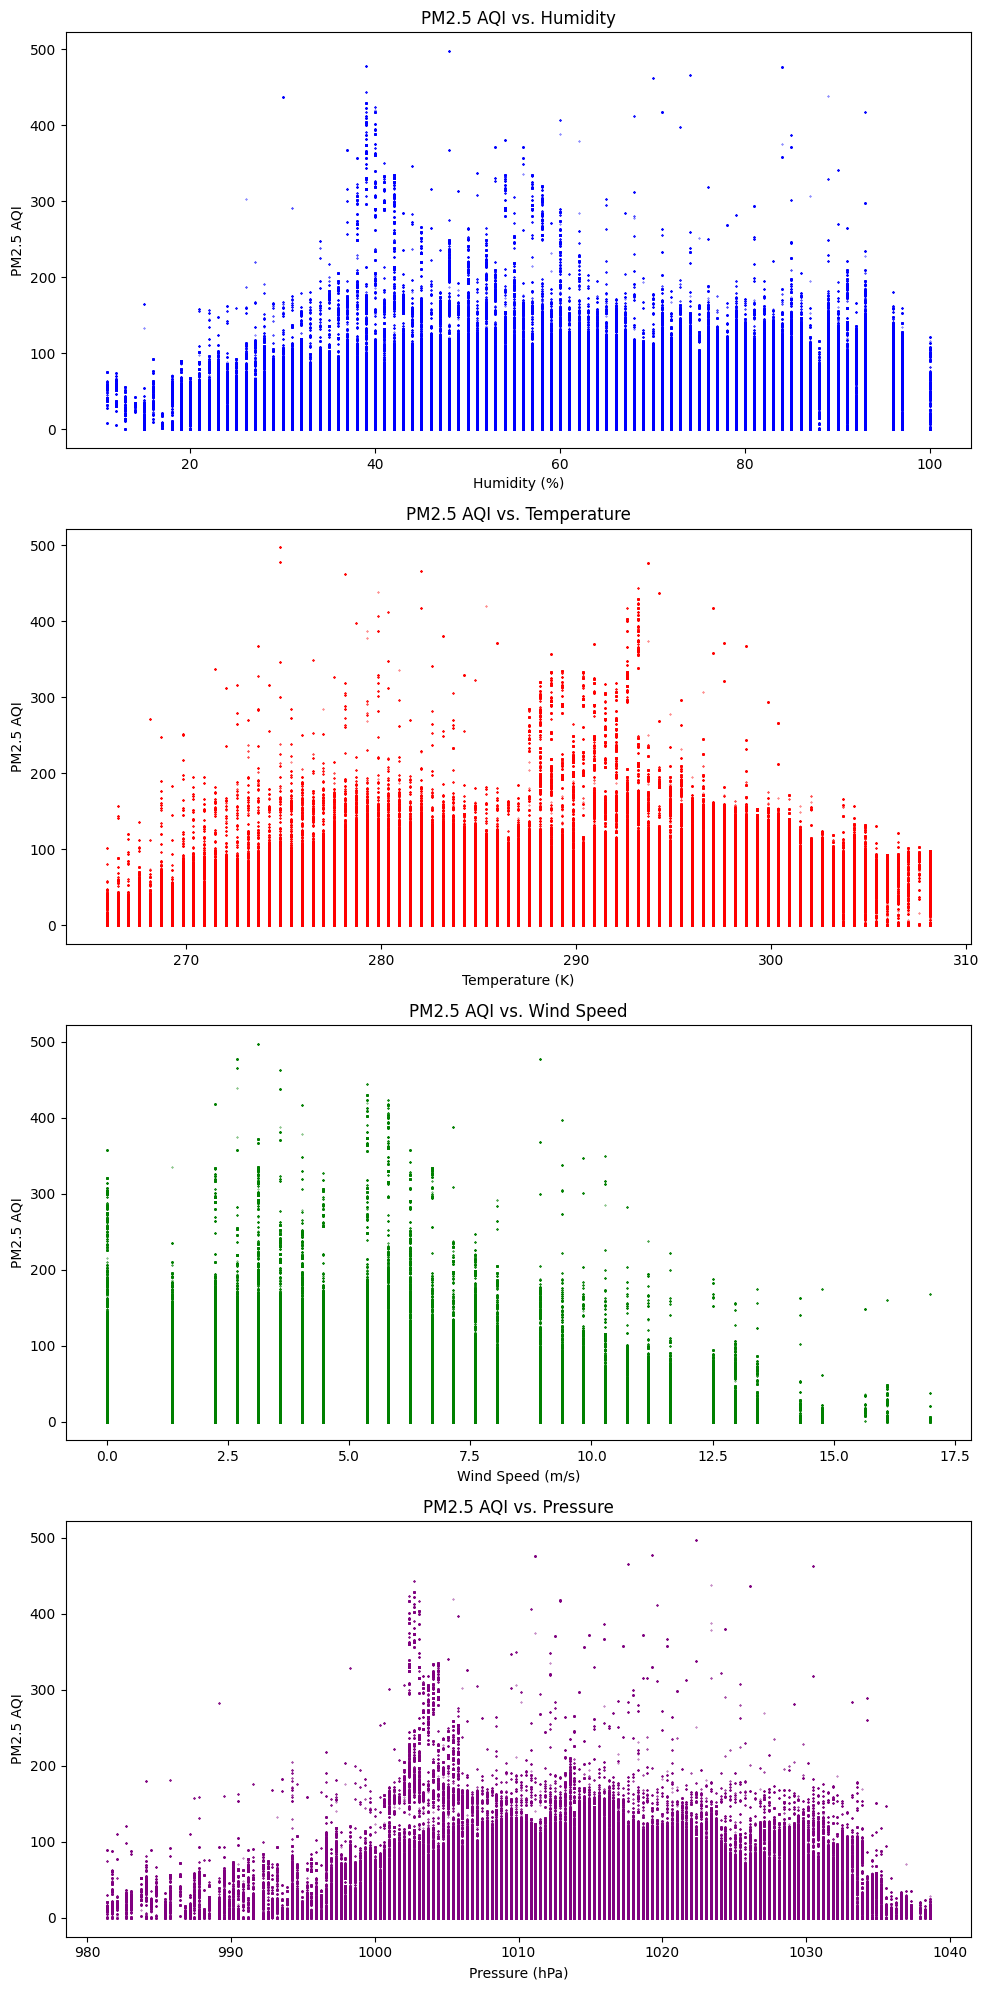 PM2.5 AQI vs. Humidity
500
400
300
200
100
0
PM2.5 AQI
20 40 60 80 100
Humidity (%)
PM2.5 AQI vs. Temperature
500
400
300
200
100
0
PM2.5 AQI
270 280 290 300 310
Temperature (K)
PM2.5 AQI vs. Wind Speed
500
400
300
200
100
0
PM2.5 AQI
0.0 2.5 5.0 7.5 10.0 12.5 15.0 17.5
Wind Speed (m/s)
PM2.5 AQI vs. Pressure
500
400
300
200
100
0
PM2.5 AQI
980 990 1000 1010 1020 1030 1040
Pressure (hPa)